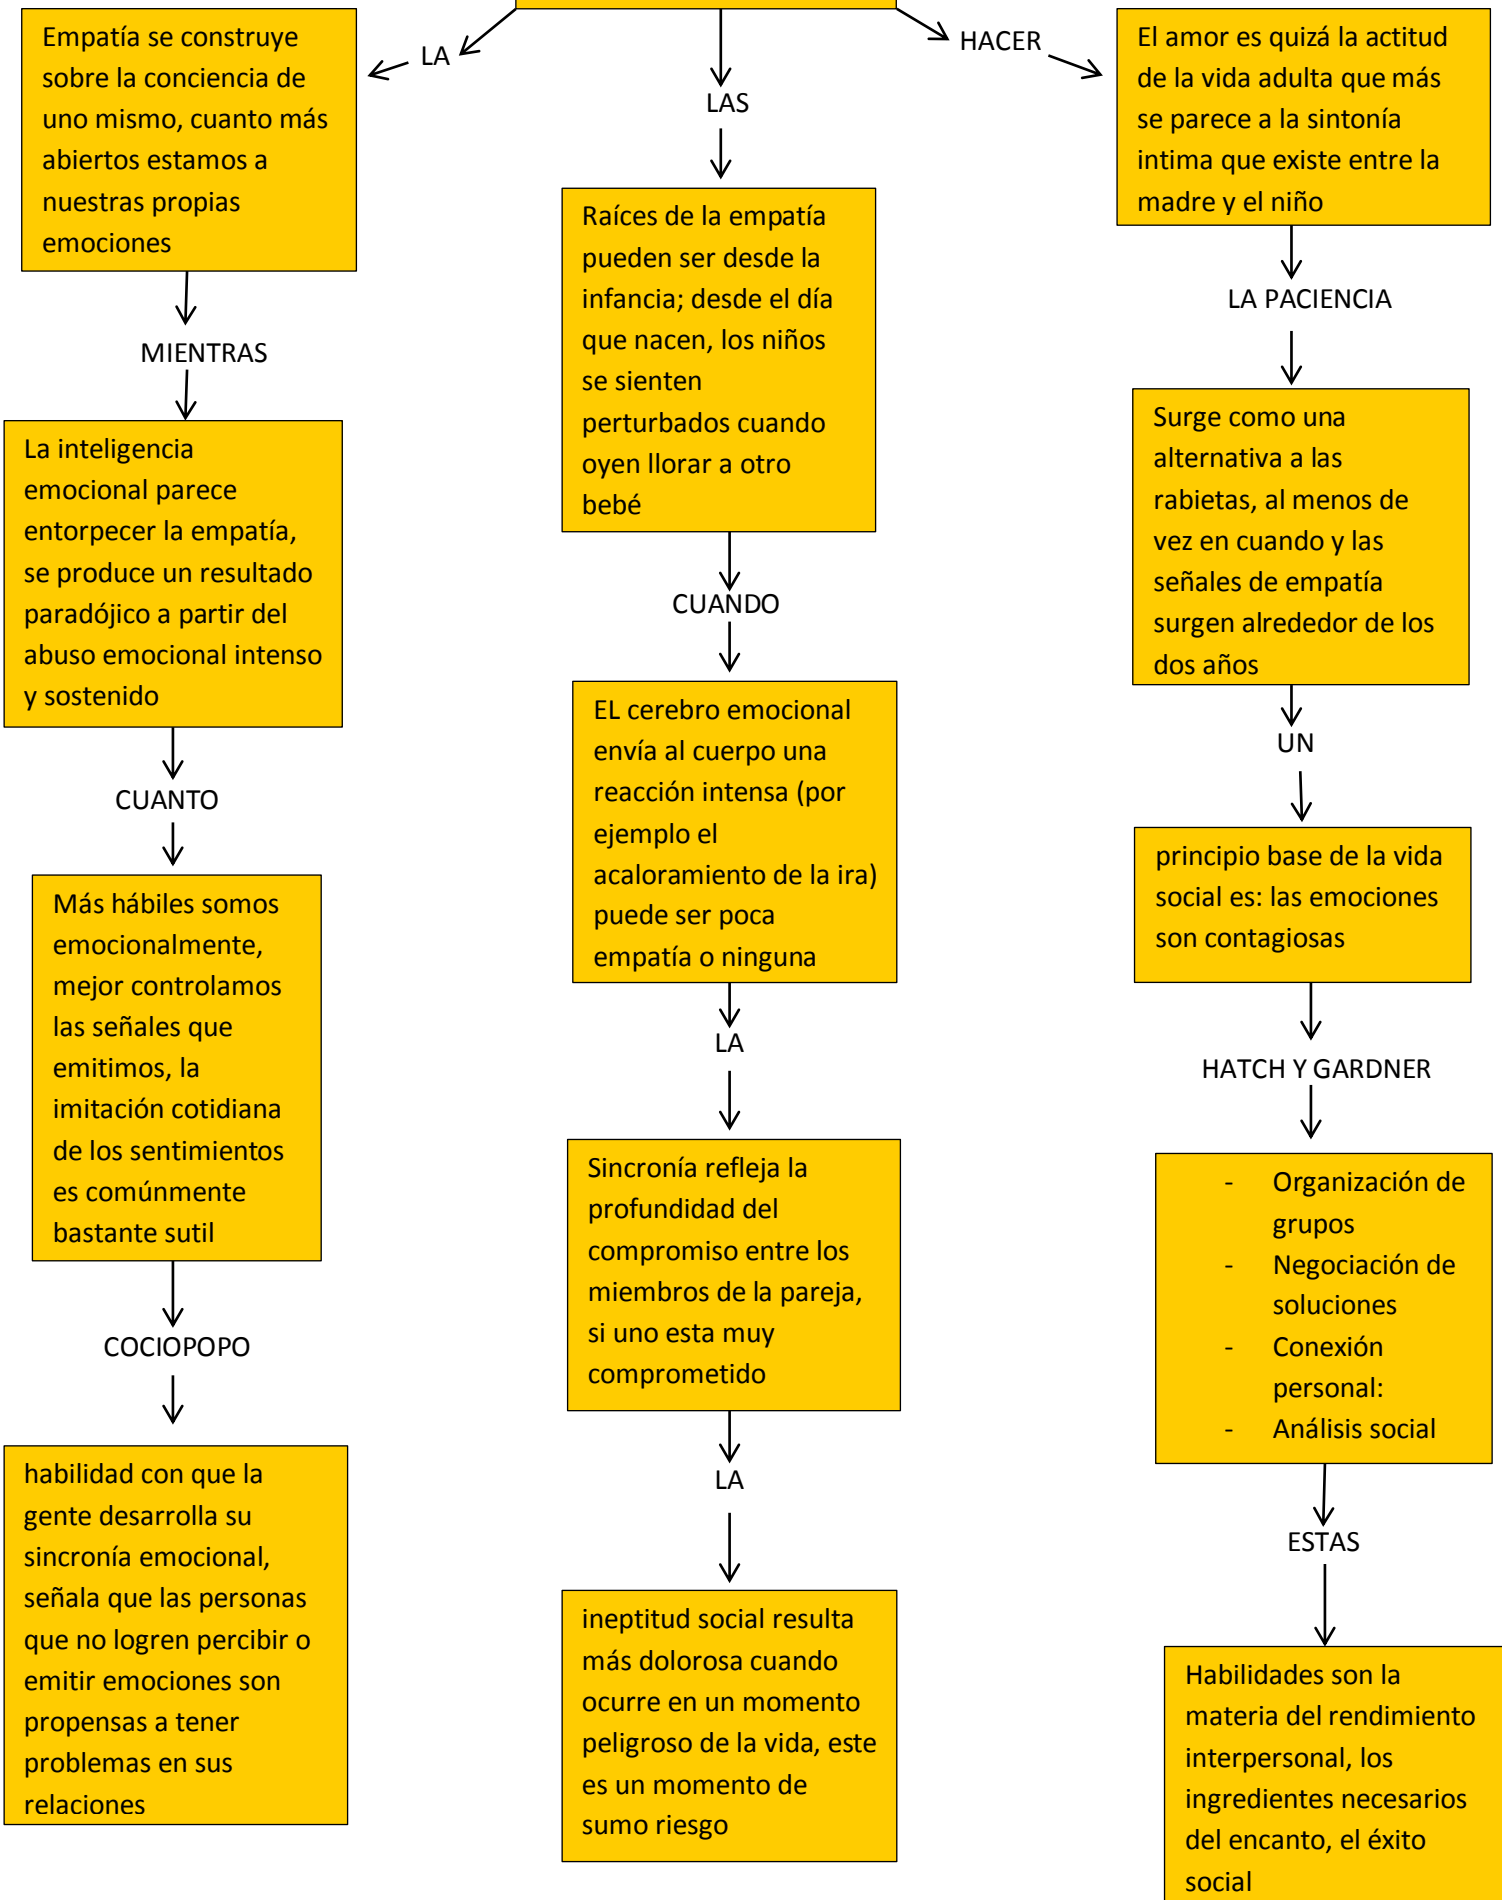 LA
Empatía se construye
sobre la conciencia de
uno mismo, cuanto más
abiertos estamos a
nuestras propias
emociones
MIENTRAS
La inteligencia
emocional parece
entorpecer la empatía,
se produce un resultado
paradójico a partir del
abuso emocional intenso
y sostenido
CUANTO
Más hábiles somos
emocionalmente,
mejor controlamos
las señales que
emitimos, la
imitación cotidiana
de los sentimientos
es comúnmente
bastante sutil
COCIOPOPO
habilidad con que la
gente desarrolla su
sincronía emocional,
señala que las personas
que no logren percibir o
emitir emociones son
propensas a tener
problemas en sus
relaciones
LAS
Raíces de la empatía
pueden ser desde la
infancia; desde el día
que nacen, los niños
se sienten
perturbados cuando
oyen llorar a otro
bebé
CUANDO
EL cerebro emocional
envía al cuerpo una
reacción intensa (por
ejemplo el
acaloramiento de la ira)
puede ser poca
empatía o ninguna
LA
Sincronía refleja la
profundidad del
compromiso entre los
miembros de la pareja,
si uno esta muy
comprometido
LA
ineptitud social resulta
más dolorosa cuando
ocurre en un momento
peligroso de la vida, este
es un momento de
sumo riesgo
HACER
El amor es quizá la actitud
de la vida adulta que más
se parece a la sintonía
intima que existe entre la
madre y el niño
LA PACIENCIA
Surge como una
alternativa a las
rabietas, al menos de
vez en cuando y las
señales de empatía
surgen alrededor de los
dos años
UN
principio base de la vida
social es: las emociones
son contagiosas
HATCH Y GARDNER
- Organización de
grupos
- Negociación de
soluciones
- Conexión
personal:
- Análisis social
ESTAS
Habilidades son la
materia del rendimiento
interpersonal, los
ingredientes necesarios
del encanto, el éxito
social